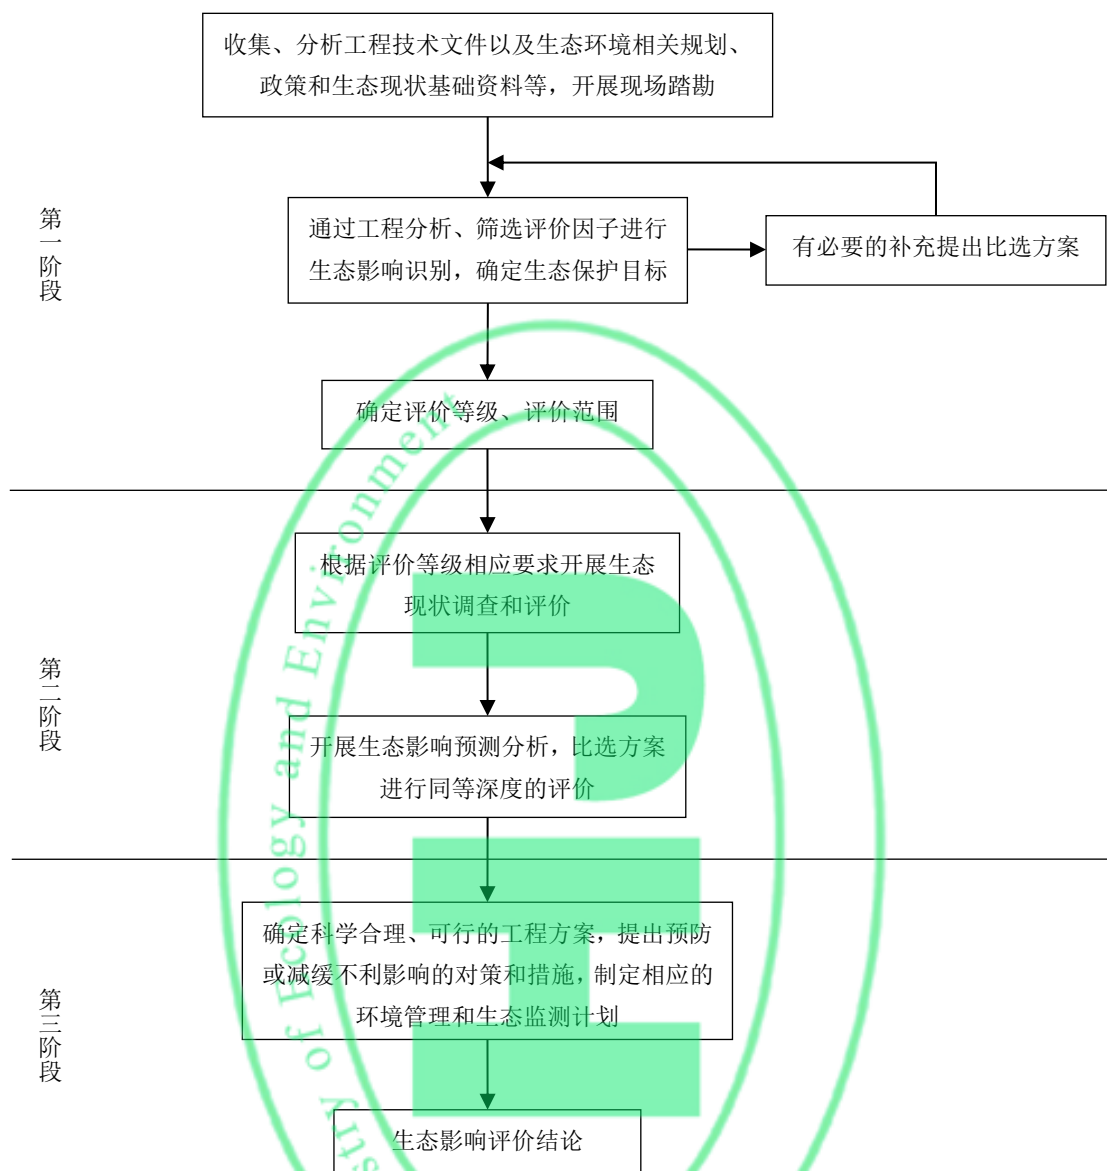 收集、分析工程技术文件以及生态环境相关规划、
政策和生态现状基础资料等，开展现场踏勘
第一阶段
通过工程分析、筛选评价因子进行
生态影响识别，确定生态保护目标
有必要的补充提出比选方案
确定评价等级、评价范围
根据评价等级相应要求开展生态
现状调查和评价
第二阶段
开展生态影响预测分析，比选方案
进行同等深度的评价
确定科学合理、可行的工程方案，提出预防
或减缓不利影响的对策和措施，制定相应的
环境管理和生态监测计划
第三阶段
生态影响评价结论
stry of Ecology and Environment